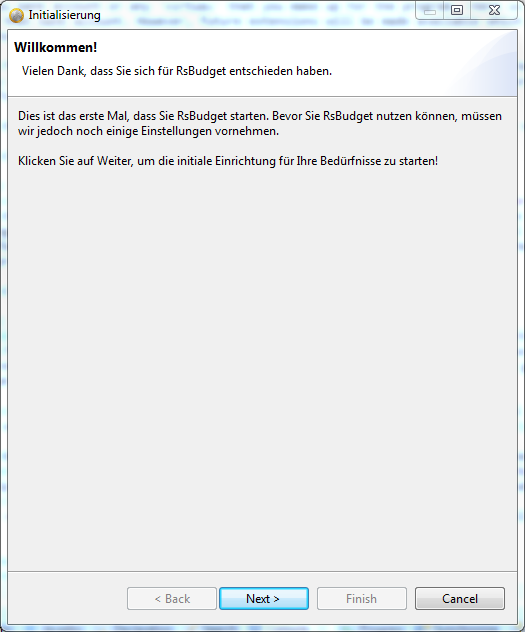 Initialisierung
Willkommen!
Vielen Dank, dass Sie sich für RsBudget entschieden haben.
Dies ist das erste Mal, dass Sie RsBudget starten. Bevor Sie RsBudget nutzen können, müssen
wir jedoch noch einige Einstellungen vornehmen.
Klicken Sie auf Weiter, um die initiale Einrichtung für Ihre Bedürfnisse zu starten!
< Back
Next >
Finish
Cancel